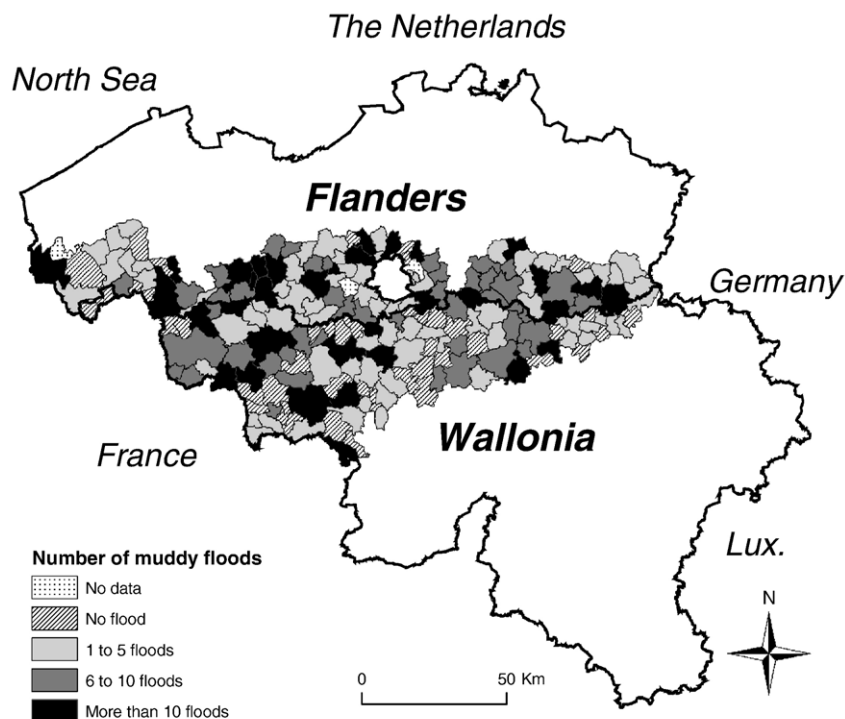 The Netherlands
North Sea
Flanders
Germany
France
Wallonia
Lux.
Number of muddy floods
No data
No flood
1 to 5 floods
6 to 10 floods
More than 10 floods
0 50 Km
N